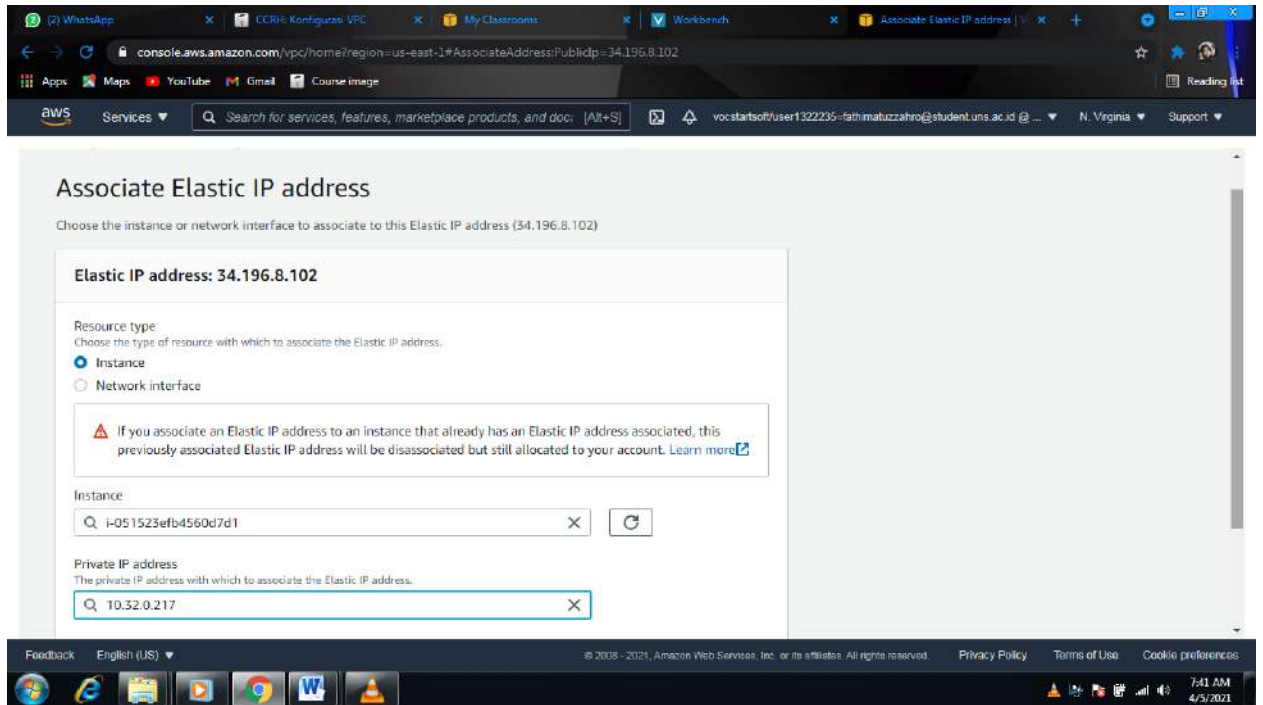 (2) WhatsApp
CCRH: Konfigurasi VPC
My Classrooms
Workbench
Associate Elastic IP address |
console.aws.amazon.com/vpc/home?region=us-east-1#AssociateAddress:PublicIp=34.196.8.102
Apps Maps YouTube Gmail Course image Reading list
aws Services ▼ Search for services, features, marketplace products, and doc: [Alt+S] vocstartsoft/user1322235=fathimatuzzahro@student.uns.ac.id @ ... ▼ N. Virginia ▼ Support ▼
Associate Elastic IP address
Choose the instance or network interface to associate to this Elastic IP address (34.196.8.102)
Elastic IP address: 34.196.8.102
Resource type
Choose the type of resource with which to associate the Elastic IP address.
Instance
Network interface
If you associate an Elastic IP address to an instance that already has an Elastic IP address associated, this
previously associated Elastic IP address will be disassociated but still allocated to your account. Learn more
Instance
i-051523efb4560d7d1
Private IP address
The private IP address with which to associate the Elastic IP address.
10.32.0.217
Feedback English (US) ▼ © 2008 - 2021, Amazon Web Services, Inc. or its affiliates. All rights reserved. Privacy Policy Terms of Use Cookie preferences
7:41 AM
4/5/2021